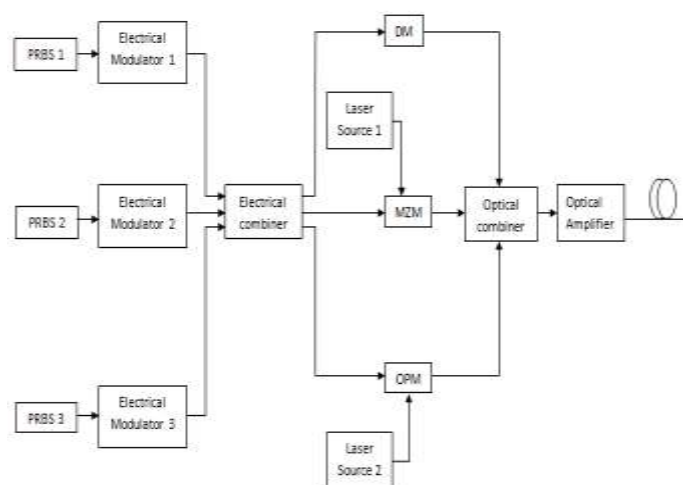 PRBS 1
Electrical
Modulator 1
DM
Laser
Source 1
PRBS 2
Electrical
Modulator 2
Electrical
combiner
MZM
Optical
combiner
Optical
Amplifier
PRBS 3
Electrical
Modulator 3
OPM
Laser
Source 2